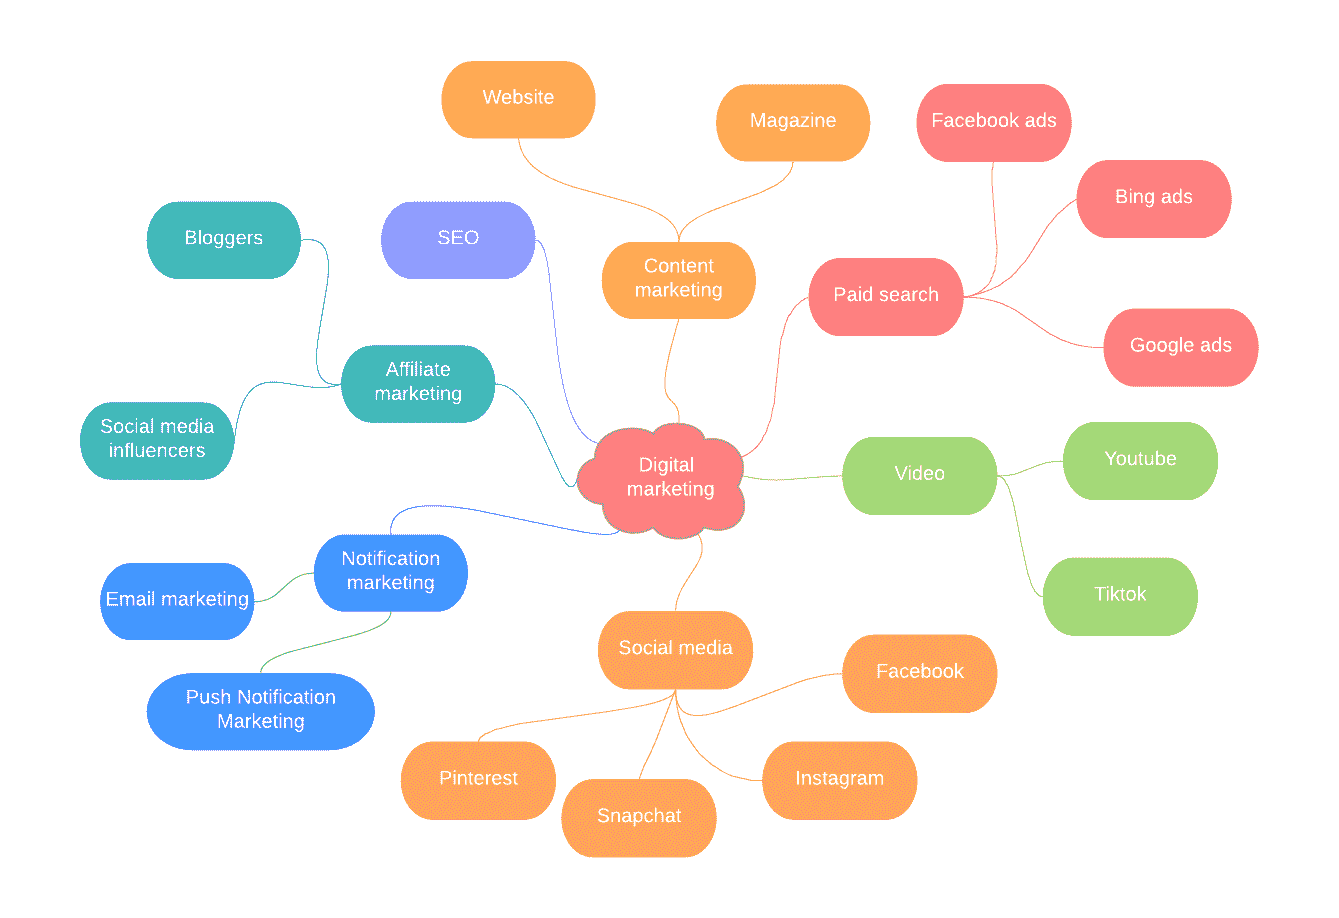 Website
Magazine
Facebook ads
Bing ads
Bloggers
SEO
Content
marketing
Paid search
Google ads
Affiliate
marketing
Social media
influencers
Digital
marketing
Video
Youtube
Tiktok
Notification
marketing
Email marketing
Push Notification
Marketing
Social media
Facebook
Pinterest
Snapchat
Instagram